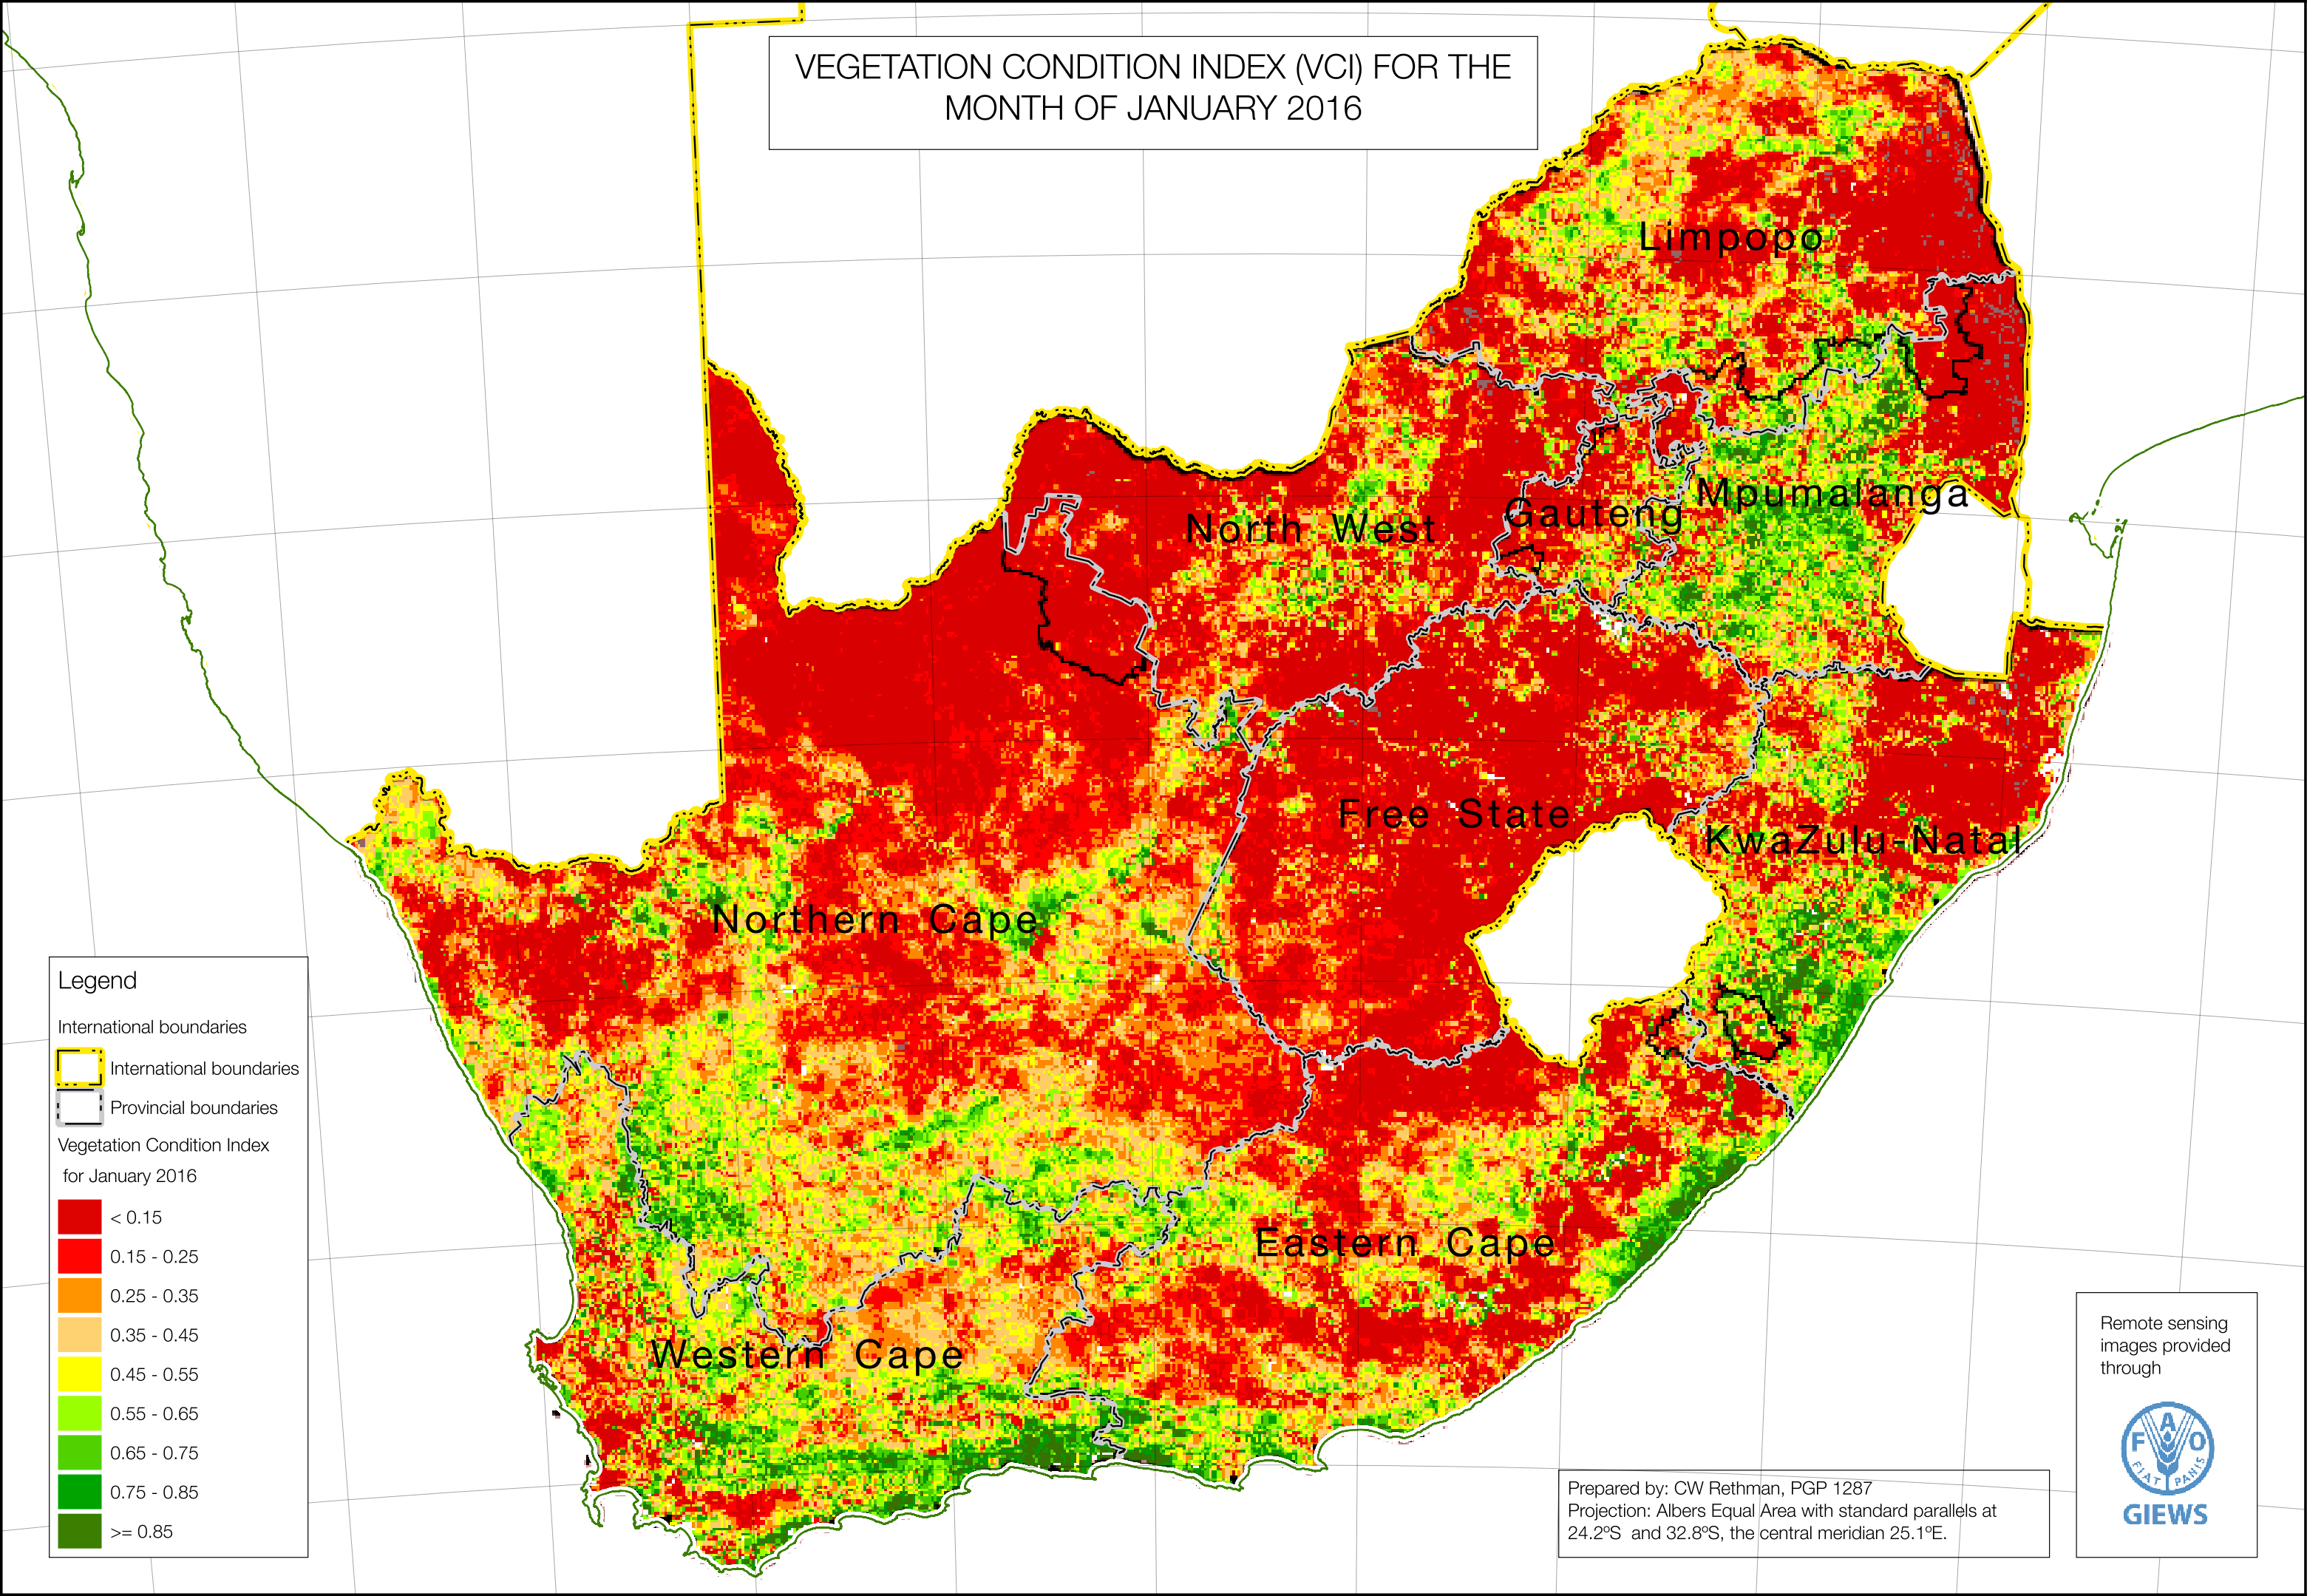 VEGETATION CONDITION INDEX (VCI) FOR THE
MONTH OF JANUARY 2016
Limpopo
Mpumalanga
Gauteng
North West
Free State
KwaZulu-Natal
Northern Cape
Eastern Cape
Western Cape
Legend
International boundaries
International boundaries
Provincial boundaries
Vegetation Condition Index
for January 2016
< 0.15
0.15 - 0.25
0.25 - 0.35
0.35 - 0.45
0.45 - 0.55
0.55 - 0.65
0.65 - 0.75
0.75 - 0.85
>= 0.85
Remote sensing
images provided
through
F A O
FIAT PANIS
GIEWS
Prepared by: CW Rethman, PGP 1287
Projection: Albers Equal Area with standard parallels at
24.2ºS and 32.8ºS, the central meridian 25.1ºE.